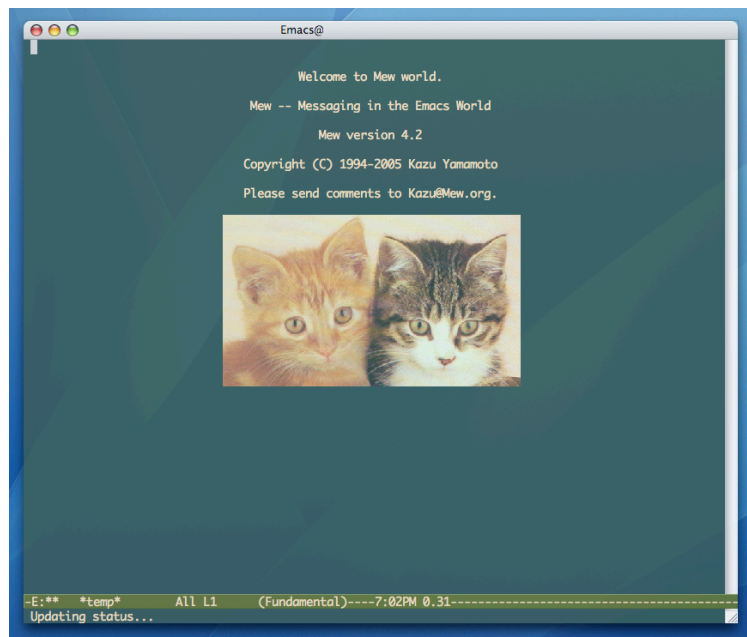 Emacs@
Welcome to Mew world.
Mew -- Messaging in the Emacs World
Mew version 4.2
Copyright (C) 1994-2005 Kazu Yamamoto
Please send comments to Kazu@Mew.org.
-E:** *temp* All L1 (Fundamental)----7:02PM 0.31------------------------------------------
Updating status...